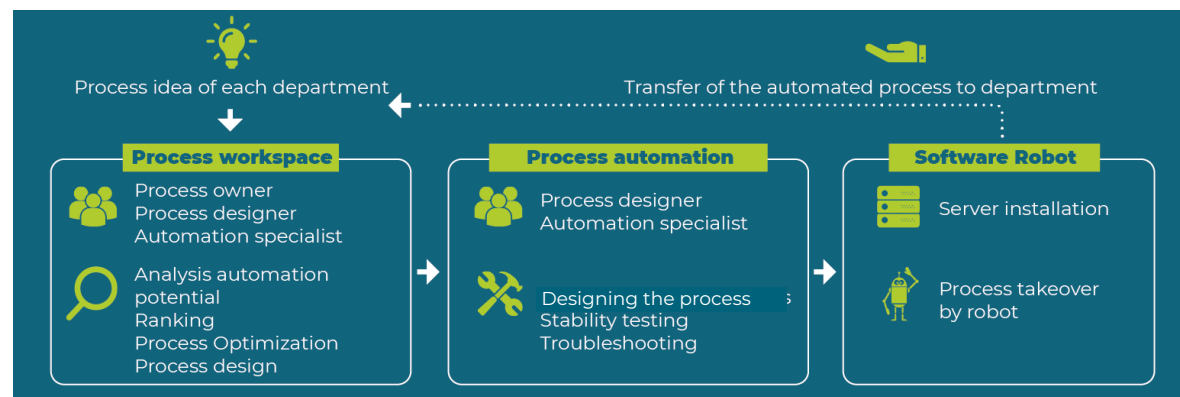 Process idea of each department
Transfer of the automated process to department
Process workspace
Process owner
Process designer
Automation specialist
Analysis automation
potential
Ranking
Process Optimization
Process design
Process automation
Process designer
Automation specialist
Designing the process
Stability testing
Troubleshooting
Software Robot
Server installation
Process takeover
by robot